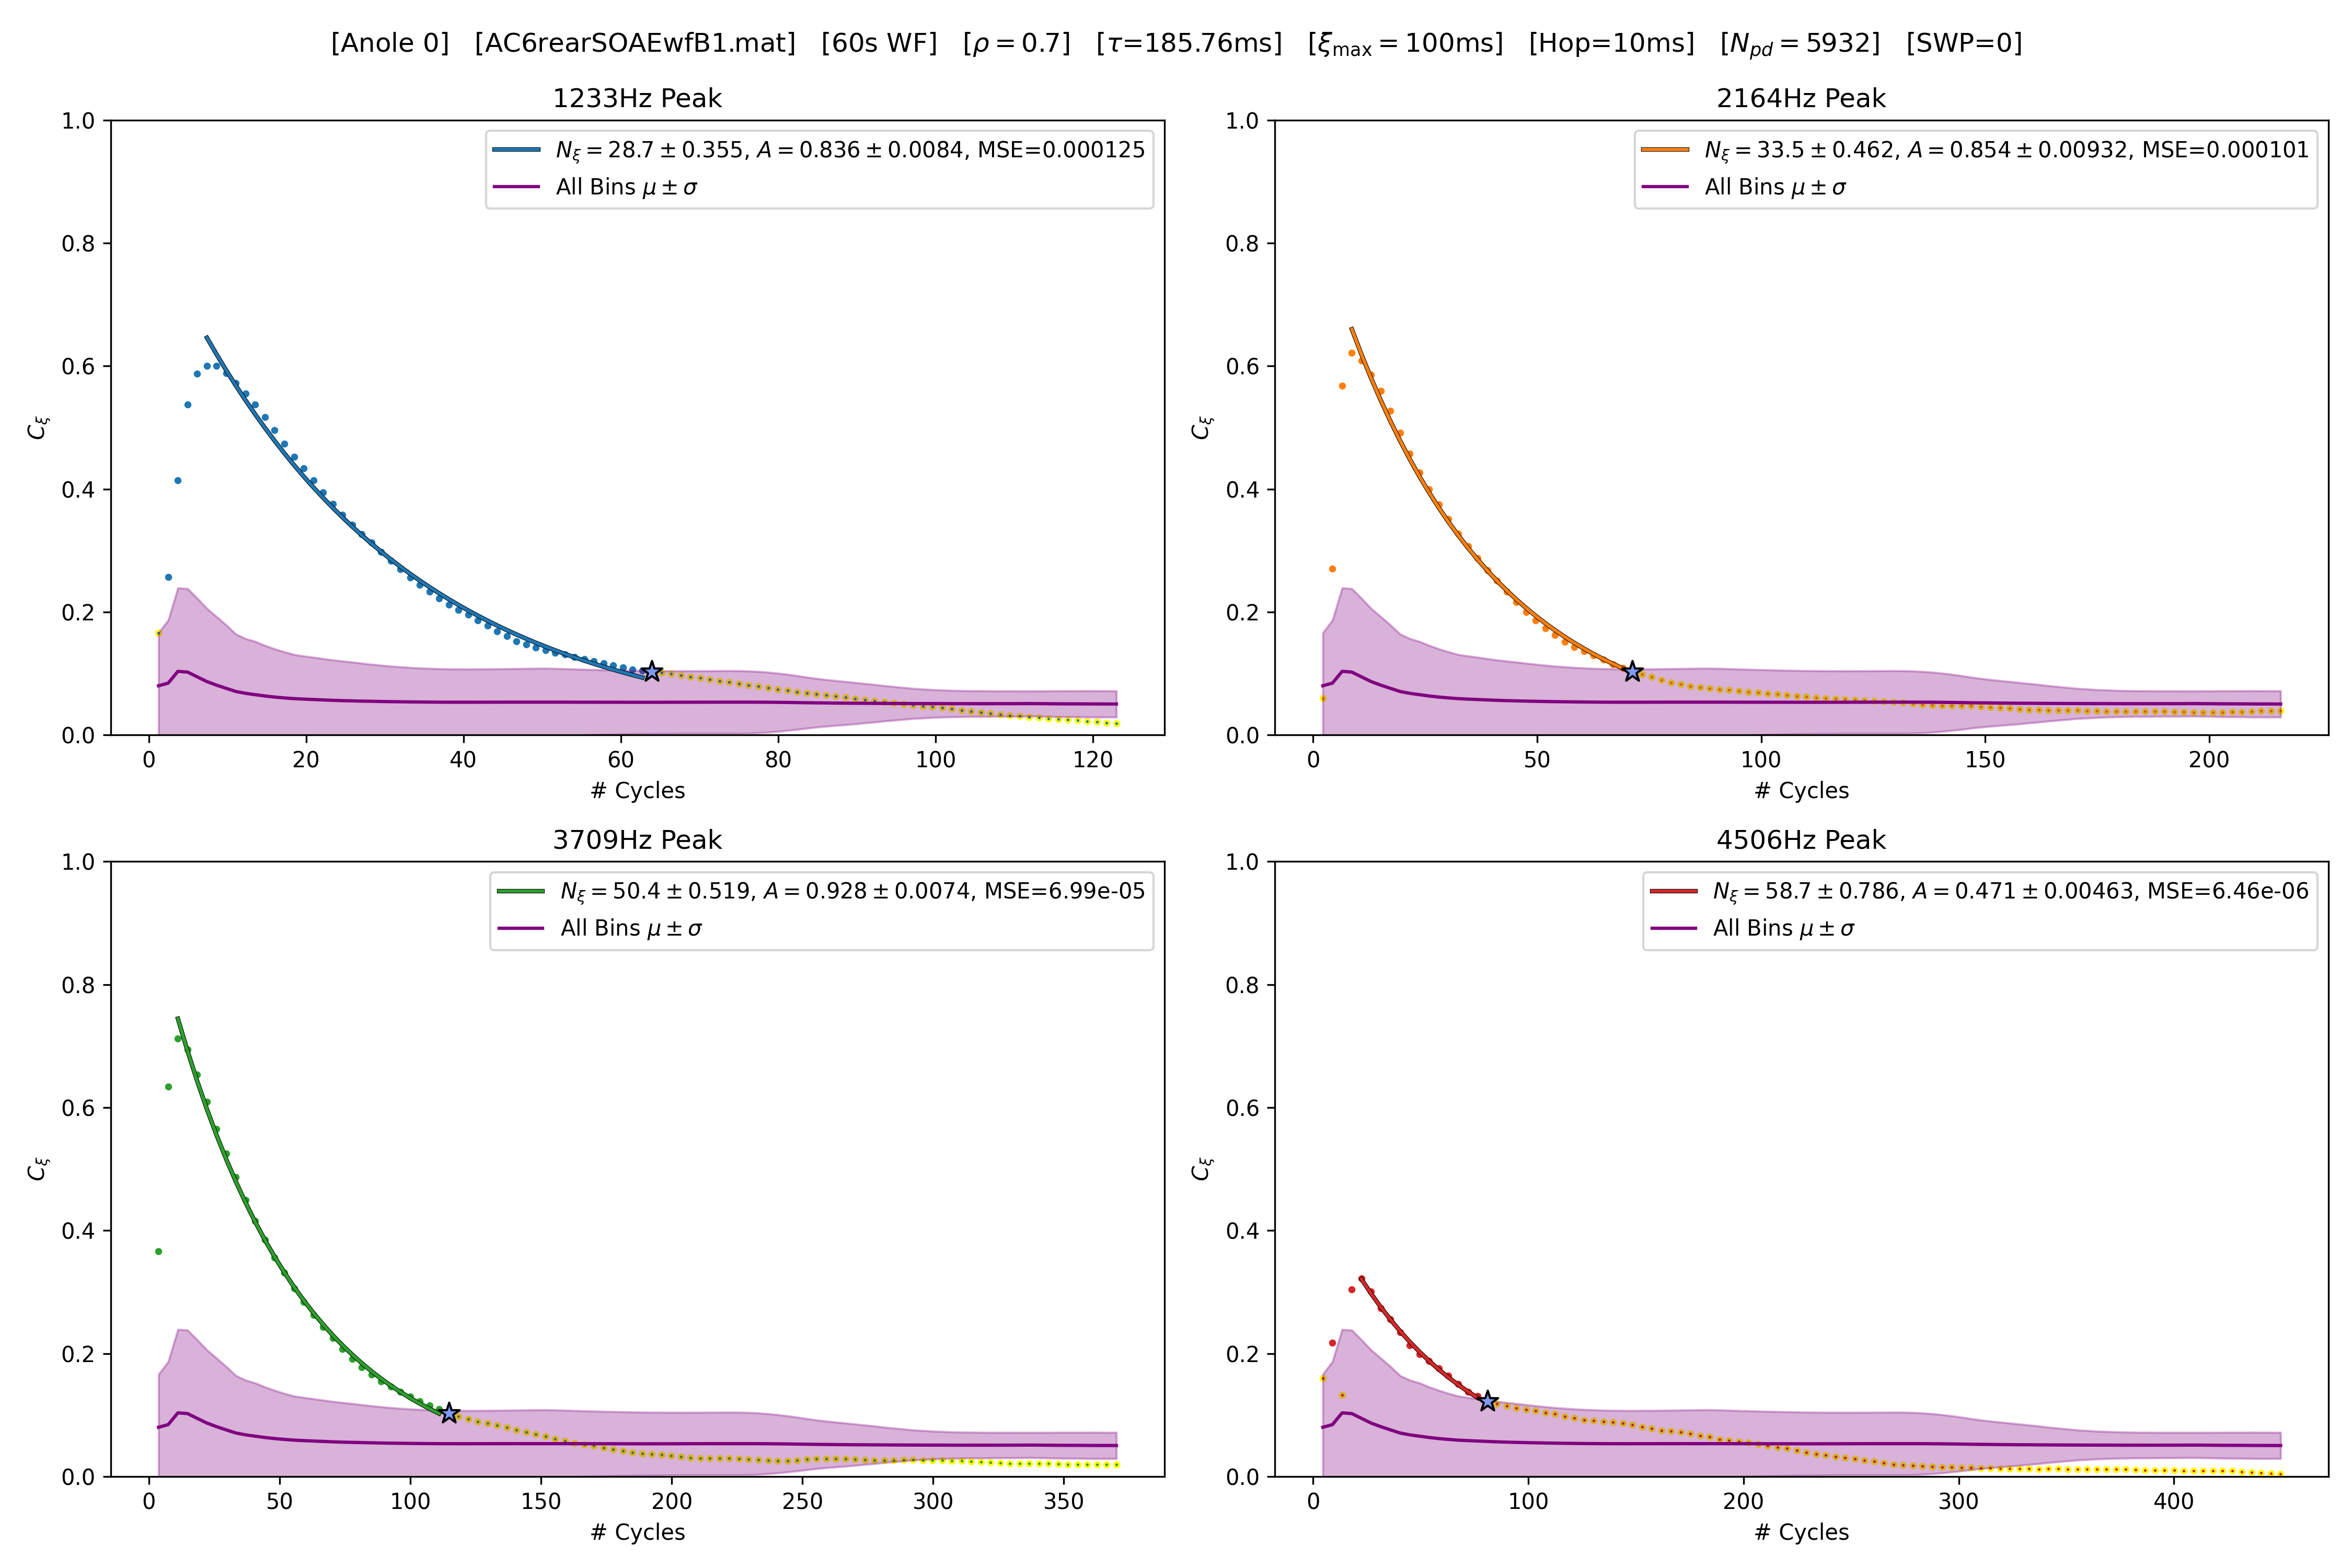 [Anole 0] [AC6rearSOAEwfB1.mat] [60s WF] [ρ = 0.7] [τ=185.76ms] [ξmax = 100ms] [Hop=10ms] [Npd = 5932] [SWP=0]
1233Hz Peak
Nξ = 28.7 ± 0.355, A = 0.836 ± 0.0084, MSE=0.000125
All Bins μ ± σ
1.0
0.8
0.6
0.4
0.2
0.0
Cξ
0 20 40 60 80 100 120
# Cycles
2164Hz Peak
Nξ = 33.5 ± 0.462, A = 0.854 ± 0.00932, MSE=0.000101
All Bins μ ± σ
1.0
0.8
0.6
0.4
0.2
0.0
Cξ
0 50 100 150 200
# Cycles
3709Hz Peak
Nξ = 50.4 ± 0.519, A = 0.928 ± 0.0074, MSE=6.99e-05
All Bins μ ± σ
1.0
0.8
0.6
0.4
0.2
0.0
Cξ
0 50 100 150 200 250 300 350
# Cycles
4506Hz Peak
Nξ = 58.7 ± 0.786, A = 0.471 ± 0.00463, MSE=6.46e-06
All Bins μ ± σ
1.0
0.8
0.6
0.4
0.2
0.0
Cξ
0 100 200 300 400
# Cycles